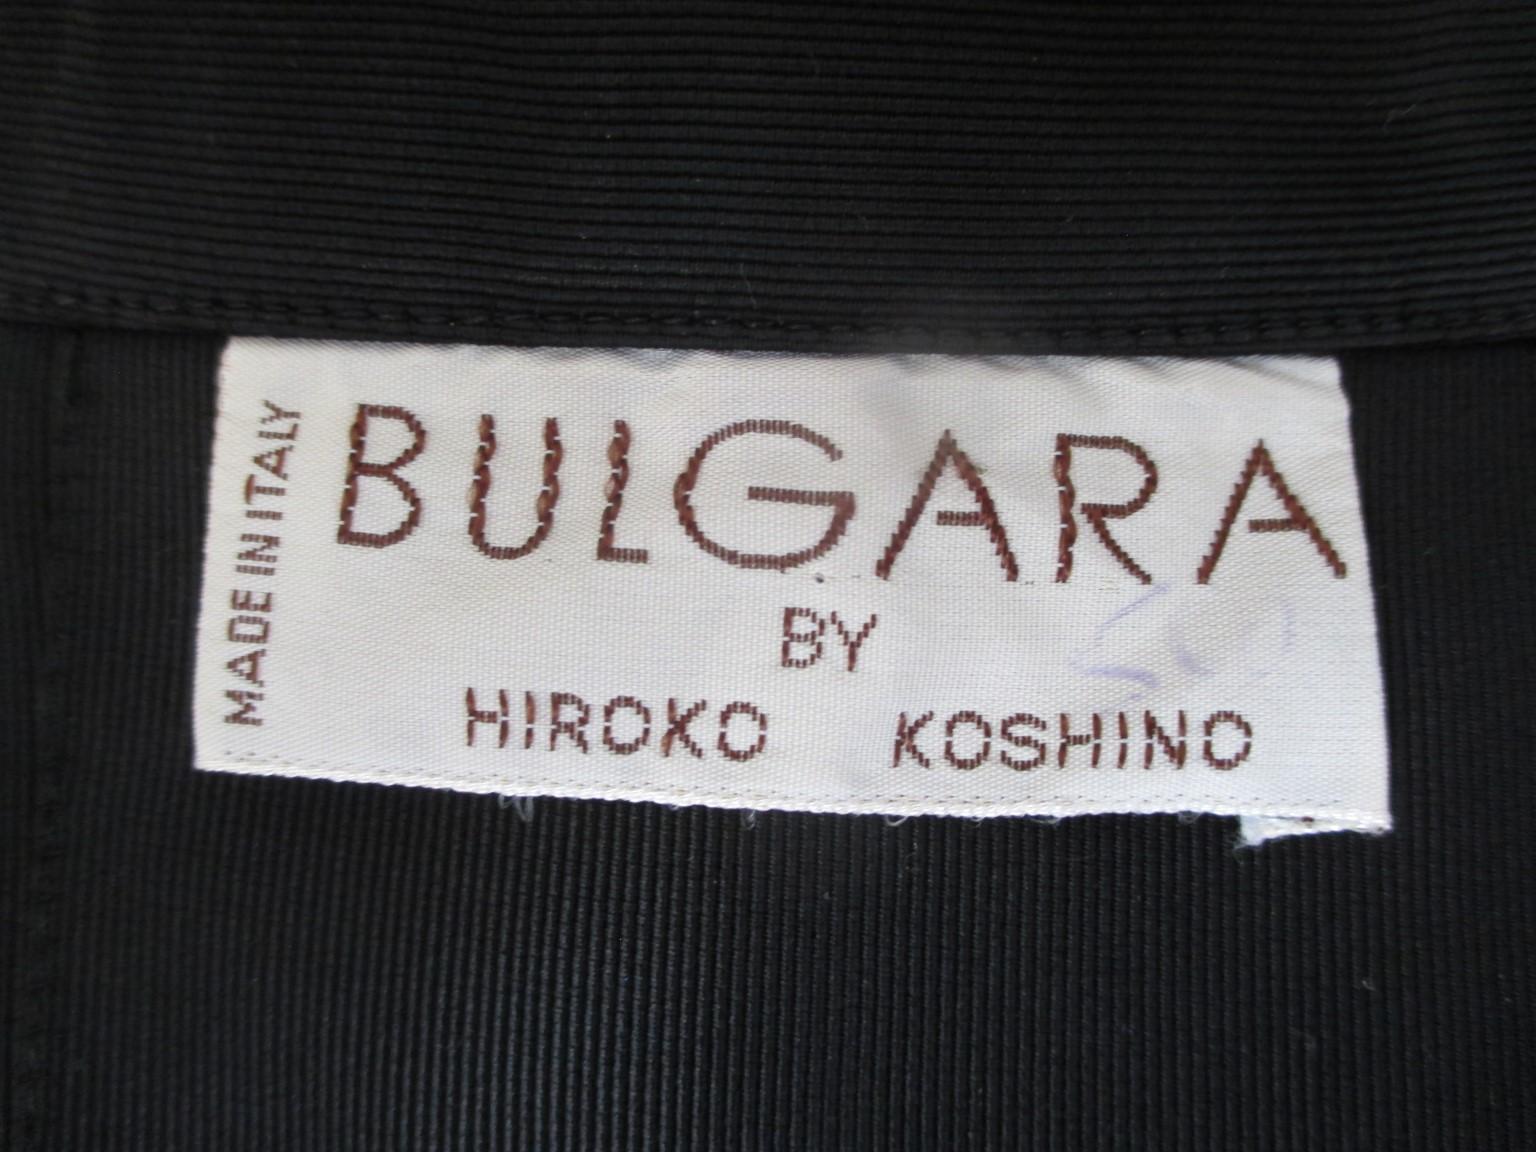 MADE IN ITALY
BULGARA
BY
HIROKO KOSHINO